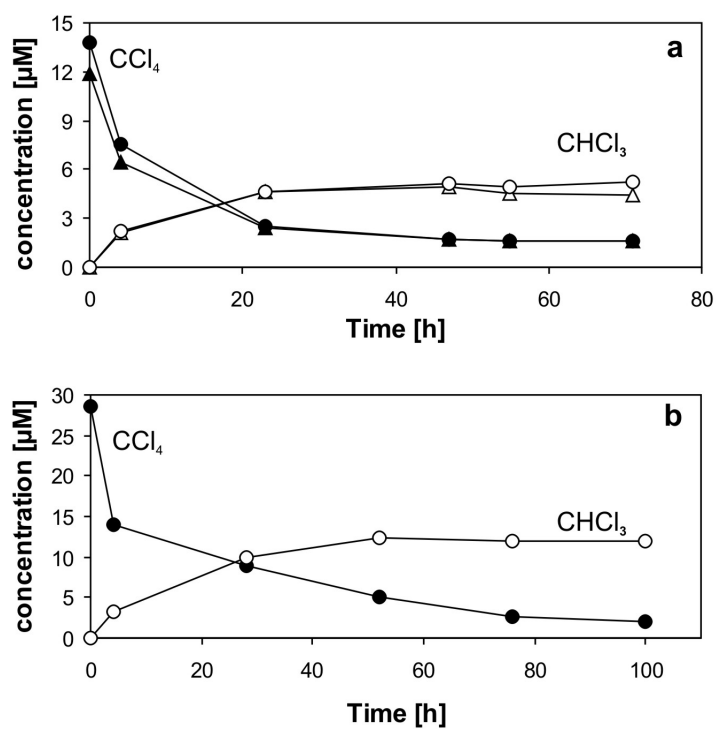 a
15
12
9
6
3
0
concentration [µM]
CCl₄
CHCl₃
0 20 40 60 80
Time [h]
b
30
25
20
15
10
5
0
concentration [µM]
CCl₄
CHCl₃
0 20 40 60 80 100
Time [h]